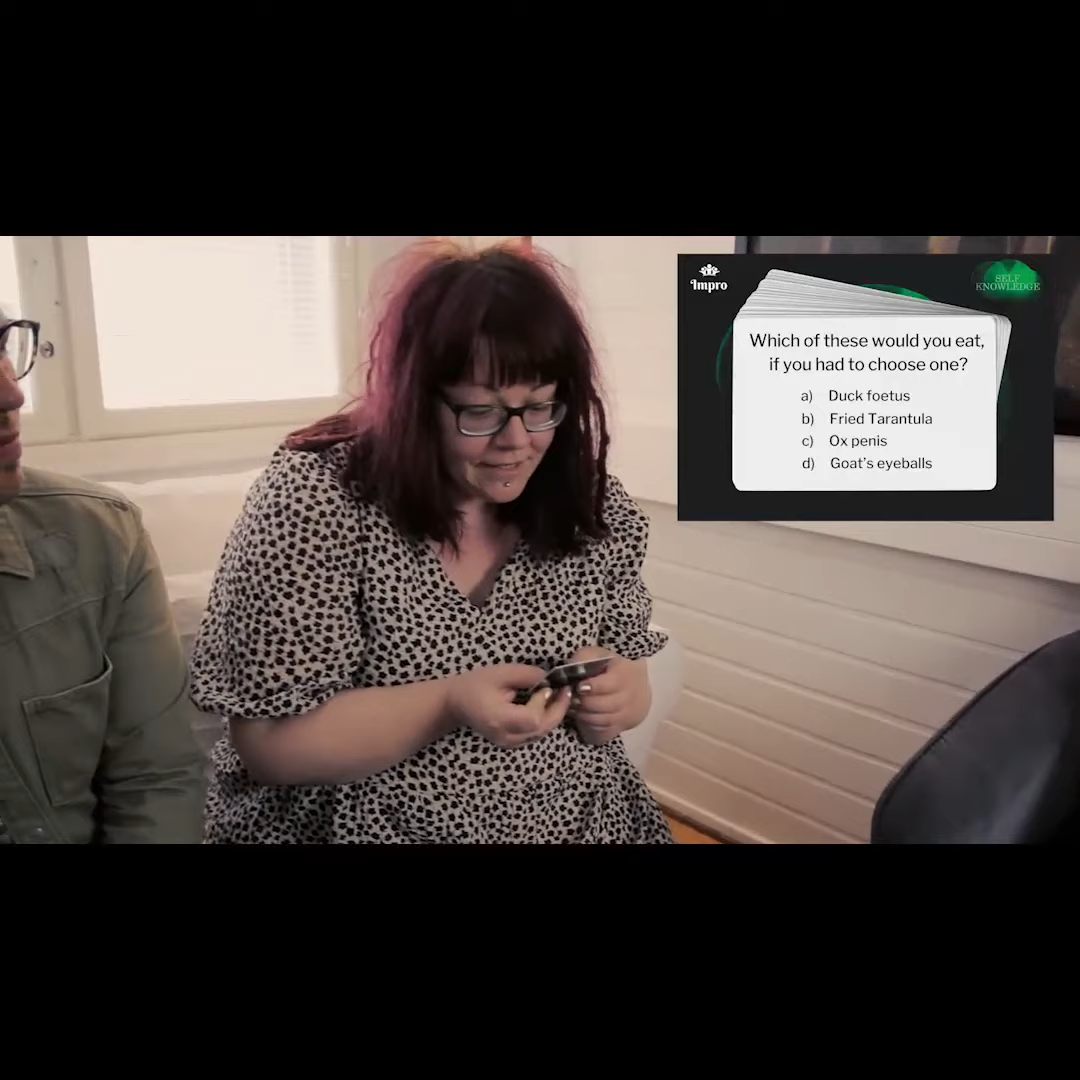 Impro
SELF
KNOWLEDGE
Which of these would you eat,
if you had to choose one?
a) Duck foetus
b) Fried Tarantula
c) Ox penis
d) Goat's eyeballs